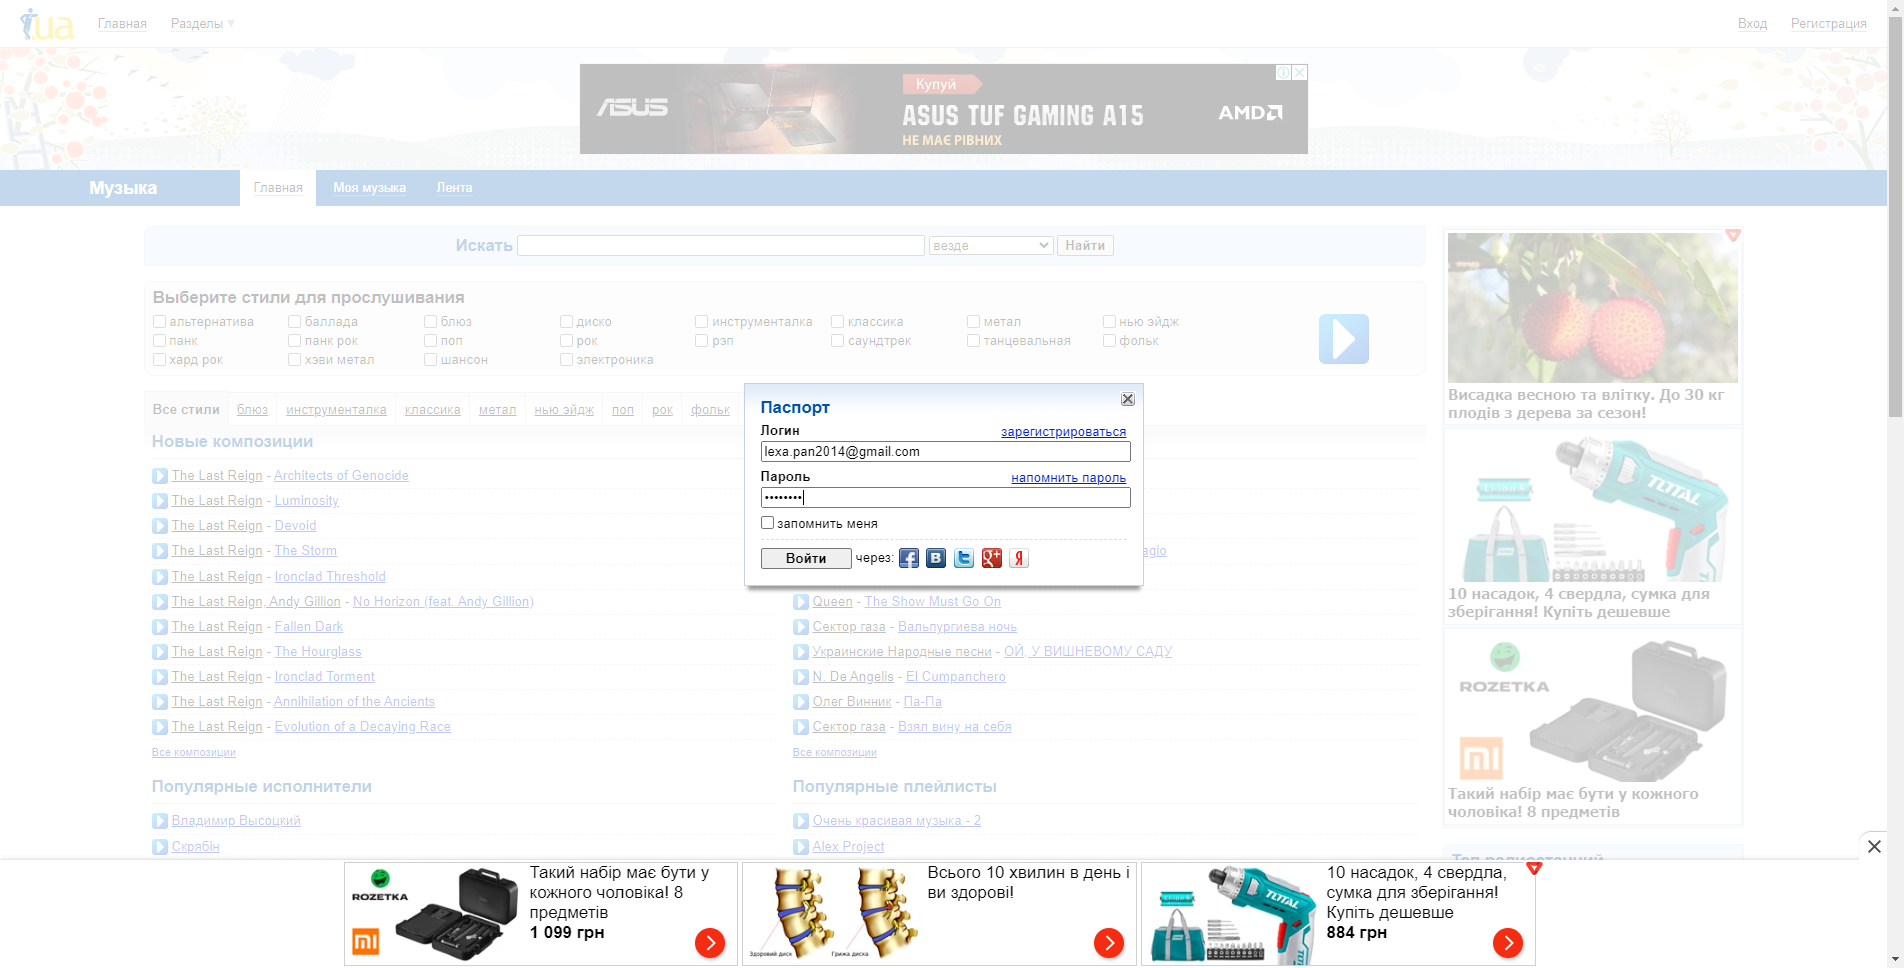 .ua
Главная
Разделы ▾
Вход
Регистрация
ASUS
Купуй
ASUS TUF GAMING A15
НЕ МАЄ РІВНИХ
AMD
Музыка
Главная
Моя музыка
Лента
Искать
везде
Найти
Выберите стили для прослушивания
альтернатива
баллада
блюз
диско
инструменталка
классика
метал
нью эйдж
панк
панк рок
поп
рок
рэп
саундтрек
танцевальная
фольк
хард рок
хэви метал
шансон
электроника
Все стили
блюз
инструменталка
классика
метал
нью эйдж
поп
рок
фольк
Новые композиции
The Last Reign - Architects of Genocide
The Last Reign - Luminosity
The Last Reign - Devoid
The Last Reign - The Storm
The Last Reign - Ironclad Threshold
The Last Reign, Andy Gillion - No Horizon (feat. Andy Gillion)
The Last Reign - Fallen Dark
The Last Reign - The Hourglass
The Last Reign - Ironclad Torment
The Last Reign - Annihilation of the Ancients
The Last Reign - Evolution of a Decaying Race
Все композиции
Паспорт
Логин
зарегистрироваться
lexa.pan2014@gmail.com
Пароль
напомнить пароль
••••••••
запомнить меня
Войти
через:
agio
Queen - The Show Must Go On
Сектор газа - Вальпургиева ночь
Украинские Народные песни - ОЙ, У ВИШНЕВОМУ САДУ
N. De Angelis - El Cumpanchero
Олег Винник - Па-Па
Сектор газа - Взял вину на себя
Все композиции
Популярные исполнители
Владимир Высоцкий
Скрябін
Популярные плейлисты
Очень красивая музыка - 2
Alex Project
Висадка весною та влітку. До 30 кг
плодів з дерева за сезон!
TOTAL
10 насадок, 4 свердла, сумка для
зберігання! Купіть дешевше
ROZETKA
Такий набір має бути у кожного
чоловіка! 8 предметів
Топ радиостанций
ROZETKA
Такий набір має бути у
кожного чоловіка! 8
предметів
1 099 грн
Здоровий диск
Грижа диска
Всього 10 хвилин в день і
ви здорові!
TOTAL
10 насадок, 4 свердла,
сумка для зберігання!
Купіть дешевше
884 грн